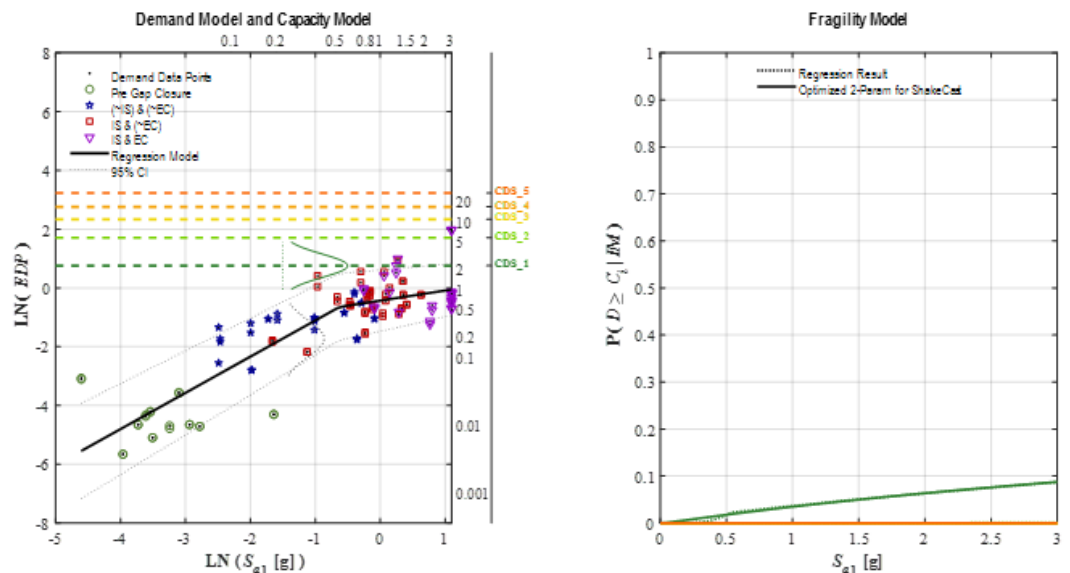 Demand Model and Capacity Model
0.1 0.2 0.5 0.8 1 1.5 2 3
8
6
4
2
0
-2
-4
-6
-8
LN(EDP)
Demand Data Points
Pre Gap Closure
(~IS) & (~EC)
IS & (~EC)
IS & EC
Regression Model
95% CI
CDS_5
CDS_4
CDS_3
CDS_2
CDS_1
20
10
5
2
1
0.5
0.2
0.1
0.01
0.001
-5 -4 -3 -2 -1 0 1
LN (S_a1 [g])
Fragility Model
1
0.9
0.8
0.7
0.6
0.5
0.4
0.3
0.2
0.1
0
P(D ≥ C_i | IM)
Regression Result
Optimized 2-Param for ShakeCast
0 0.5 1 1.5 2 2.5 3
S_a1 [g]